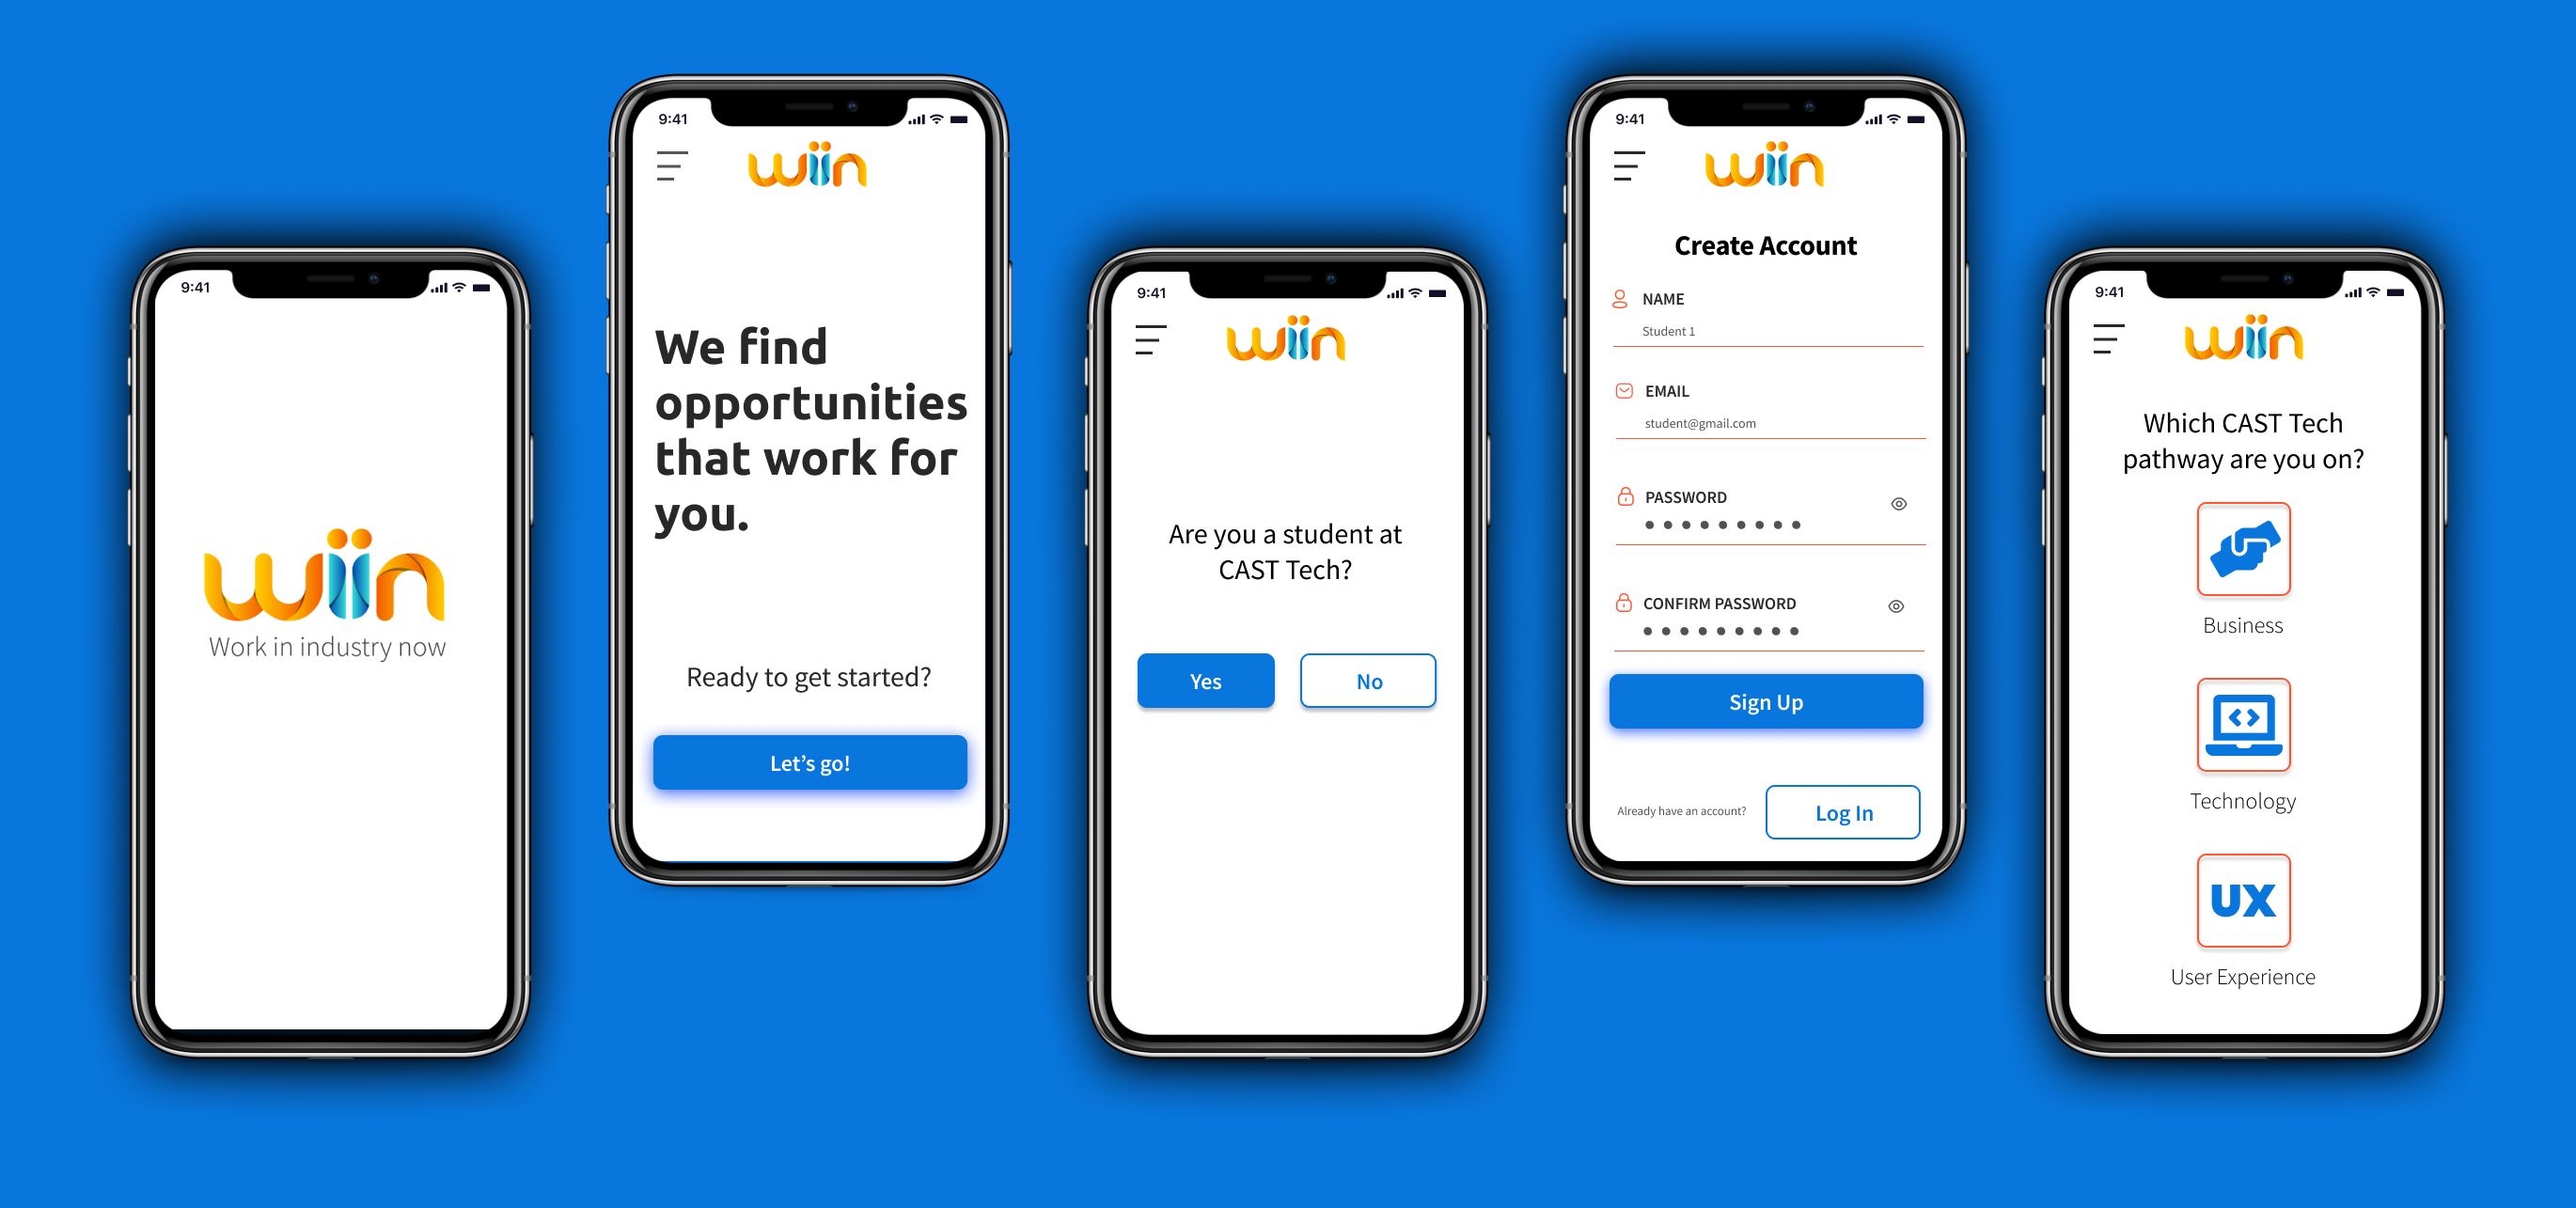 9:41
wiin
Work in industry now
9:41
wiin
We find
opportunities
that work for
you.
Ready to get started?
Let's go!
9:41
wiin
Are you a student at
CAST Tech?
Yes
No
9:41
wiin
Create Account
NAME
Student 1
EMAIL
student@gmail.com
PASSWORD
CONFIRM PASSWORD
Sign Up
Already have an account?
Log In
9:41
wiin
Which CAST Tech
pathway are you on?
Business
Technology
UX
User Experience